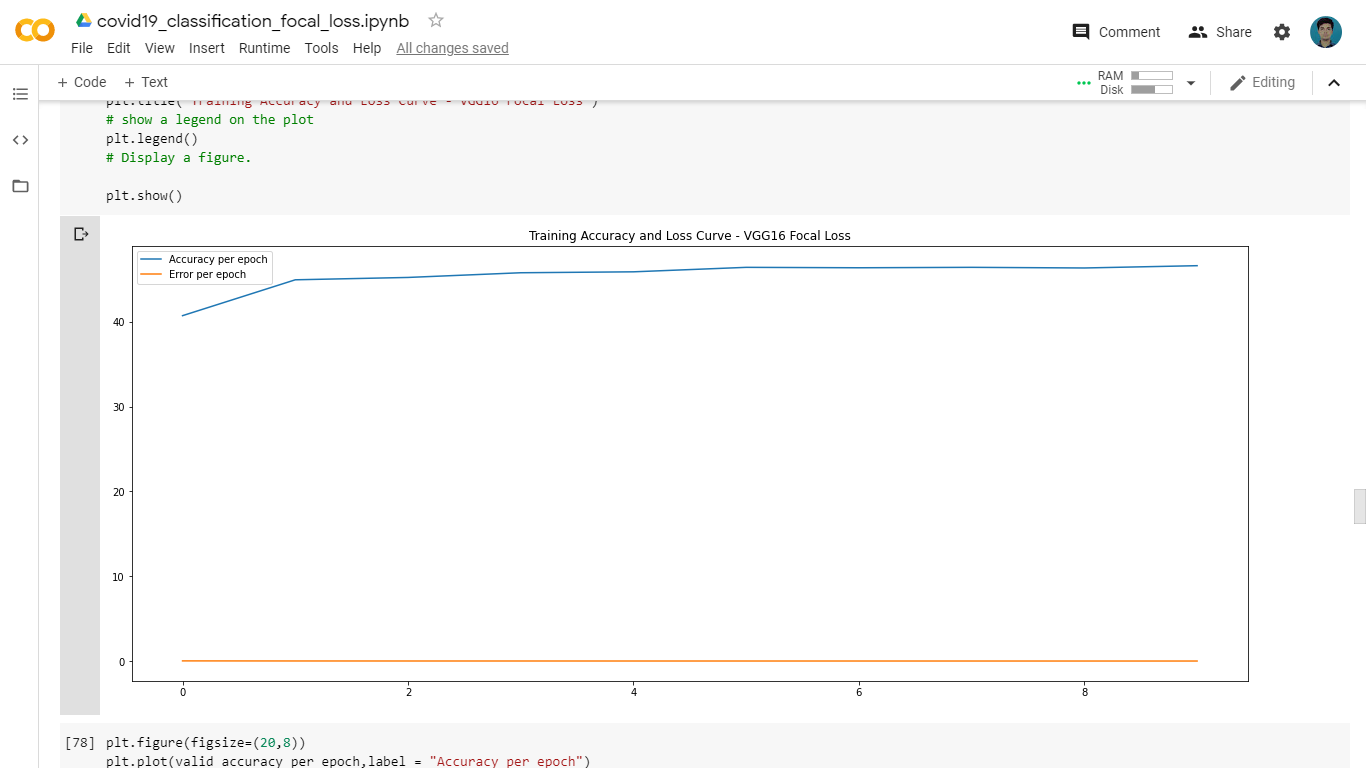 covid19_classification_focal_loss.ipynb
File Edit View Insert Runtime Tools Help All changes saved
Comment Share
+ Code + Text
RAM
Disk
Editing
plt.title("Training Accuracy and Loss Curve - VGG16 Focal Loss")
# show a legend on the plot
plt.legend()
# Display a figure.
plt.show()
Training Accuracy and Loss Curve - VGG16 Focal Loss
Accuracy per epoch
Error per epoch
40
30
20
10
0
0 2 4 6 8
[78] plt.figure(figsize=(20,8))
plt.plot(valid_accuracy_per_epoch,label = "Accuracy per epoch")